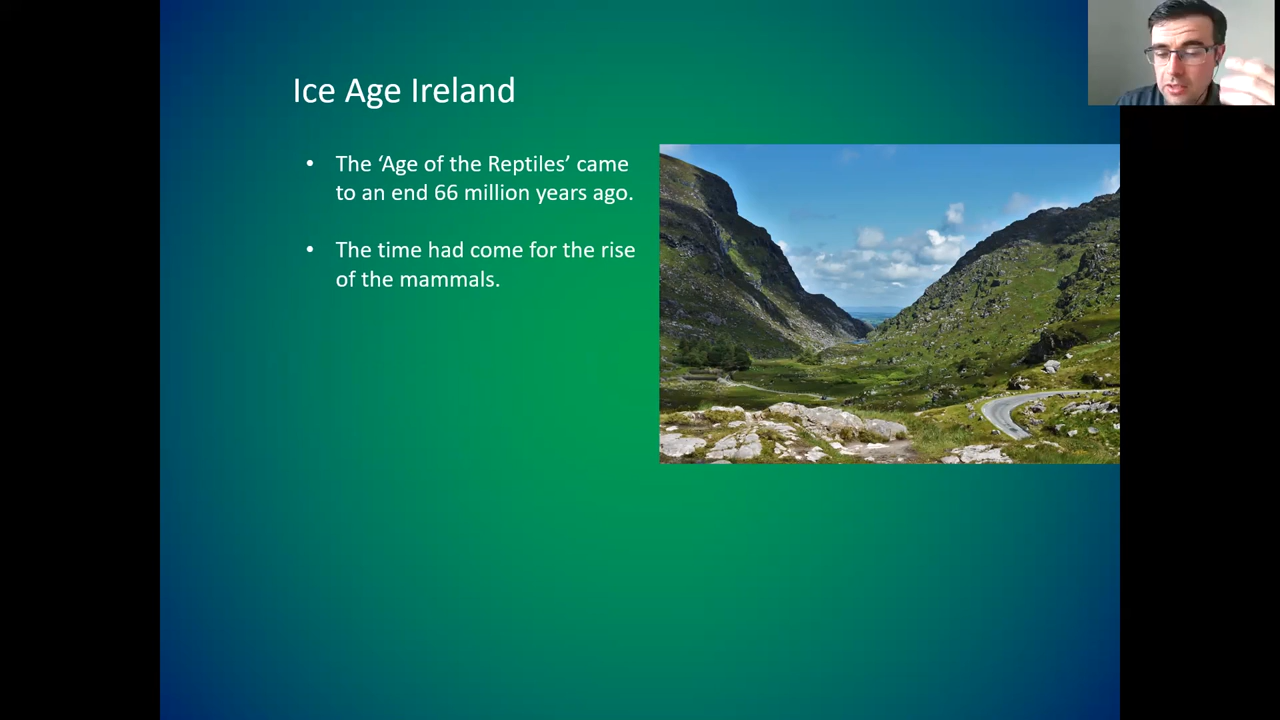 Ice Age Ireland
• The ‘Age of the Reptiles’ came
to an end 66 million years ago.
• The time had come for the rise
of the mammals.